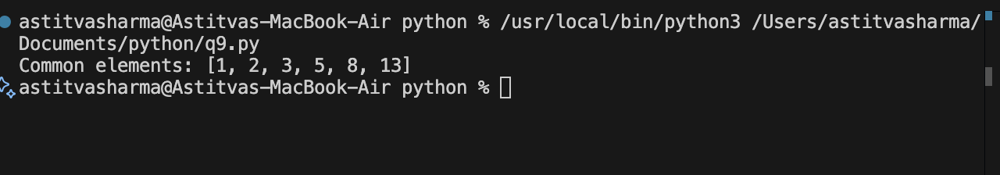 astitvasharma@Astitvas-MacBook-Air python % /usr/local/bin/python3 /Users/astitvasharma/
Documents/python/q9.py
Common elements: [1, 2, 3, 5, 8, 13]
astitvasharma@Astitvas-MacBook-Air python %